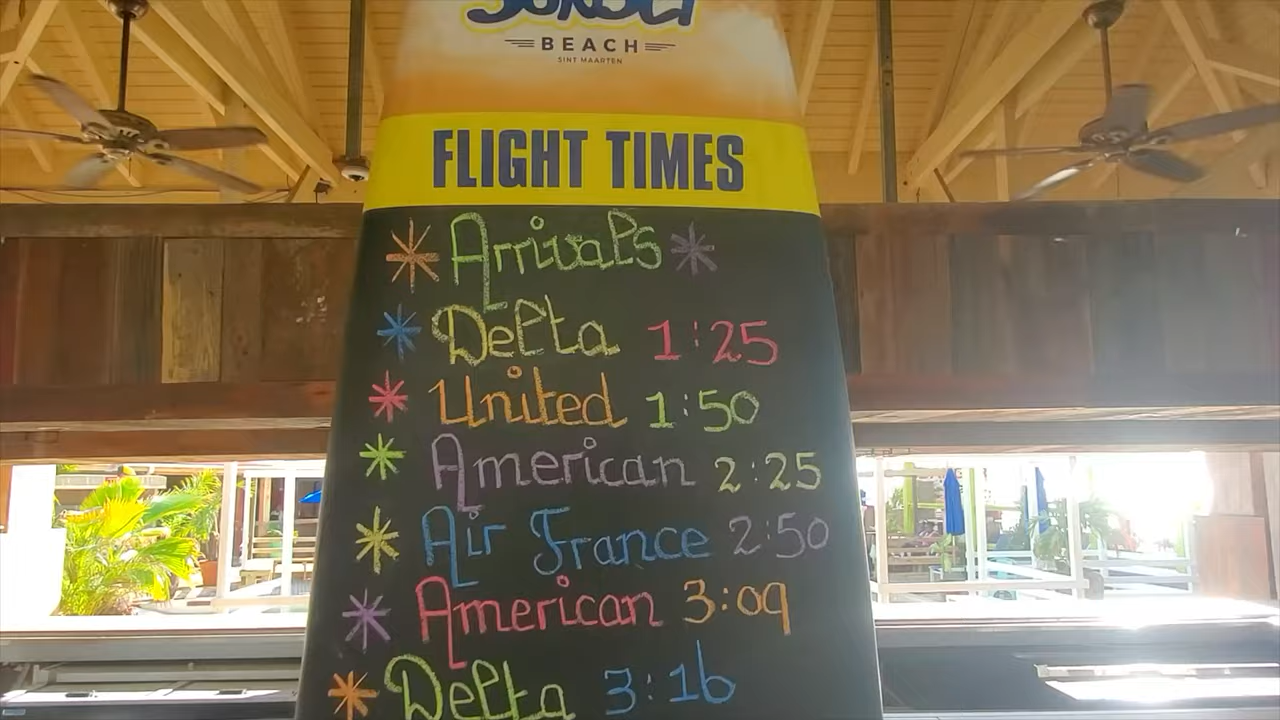 SUNSET
BEACH
SINT MAARTEN
FLIGHT TIMES
Arrivals
Delta 1:25
United 1:50
American 2:25
Air France 2:50
American 3:09
Delta 3:16